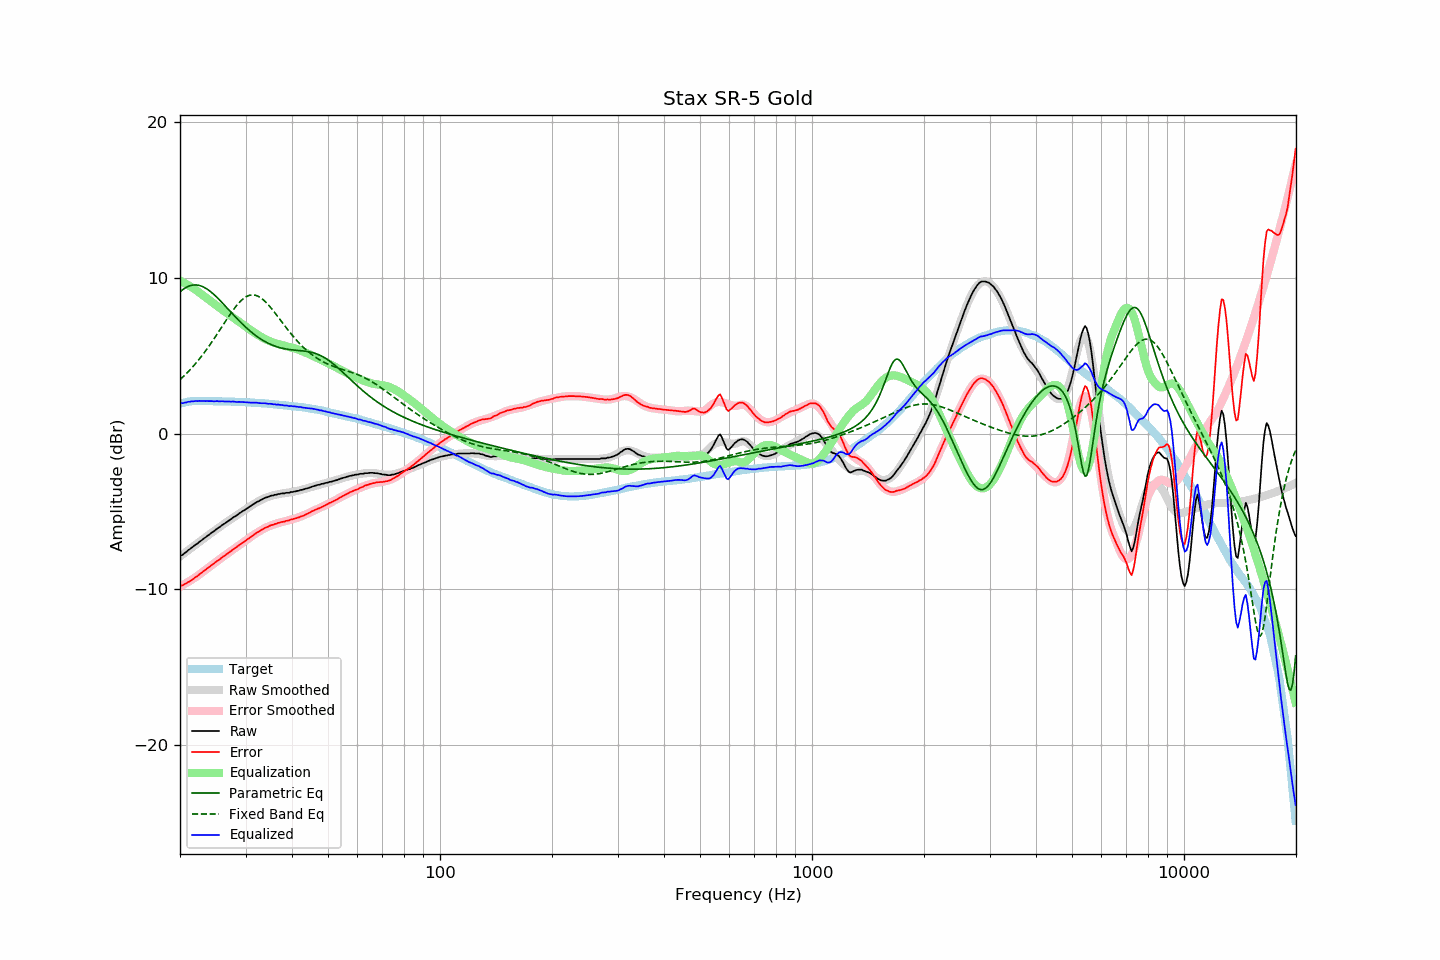 Stax SR-5 Gold
20
10
0
−10
−20
Amplitude (dBr)
Target
Raw Smoothed
Error Smoothed
Raw
Error
Equalization
Parametric Eq
Fixed Band Eq
Equalized
100
1000
10000
Frequency (Hz)